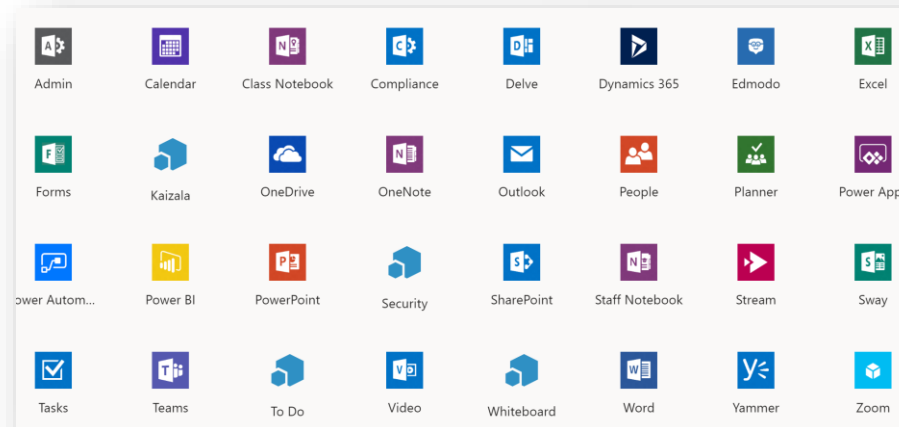 Admin Calendar Class Notebook Compliance Delve Dynamics 365 Edmodo Excel
Forms Kaizala OneDrive OneNote Outlook People Planner Power App
ower Autom... Power BI PowerPoint Security SharePoint Staff Notebook Stream Sway
Tasks Teams To Do Video Whiteboard Word Yammer Zoom